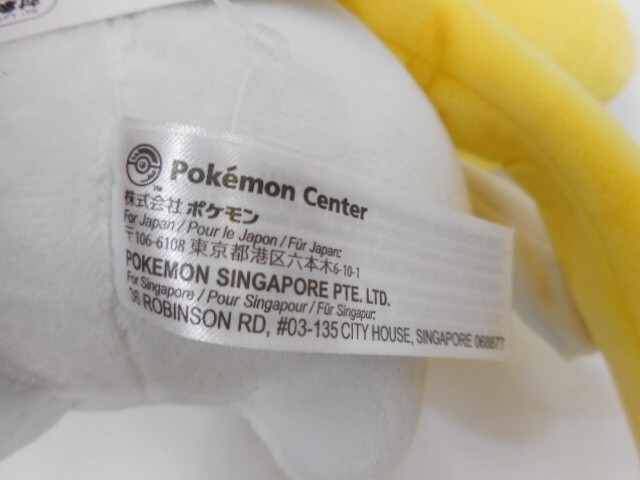 Pokémon Center
株式会社 ポケモン
For Japan / Pour le Japon / Für Japan:
〒106-6108 東京都港区六本木6-10-1
POKEMON SINGAPORE PTE. LTD.
For Singapore / Pour Singapour / Für Singapur:
36 ROBINSON RD, #03-135 CITY HOUSE, SINGAPORE 068877